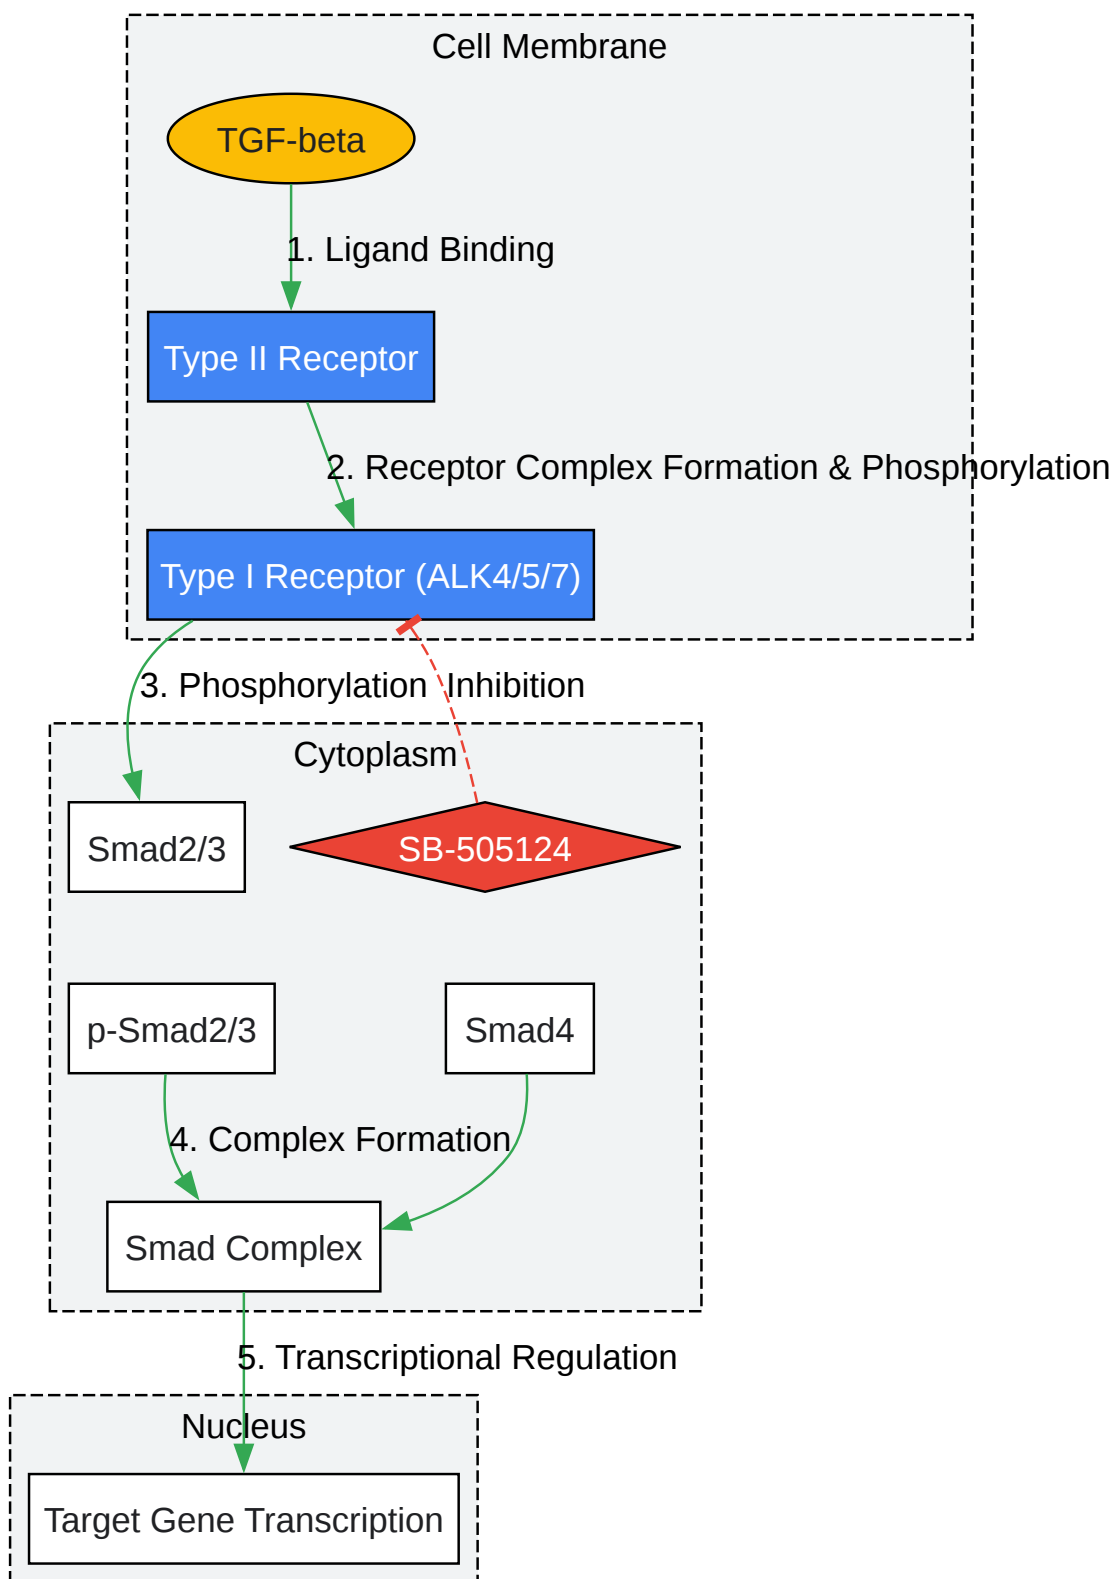 Cell Membrane
TGF-beta
1. Ligand Binding
Type II Receptor
2. Receptor Complex Formation & Phosphorylation
Type I Receptor (ALK4/5/7)
3. Phosphorylation
Inhibition
Cytoplasm
Smad2/3
SB-505124
p-Smad2/3
Smad4
4. Complex Formation
Smad Complex
5. Transcriptional Regulation
Nucleus
Target Gene Transcription